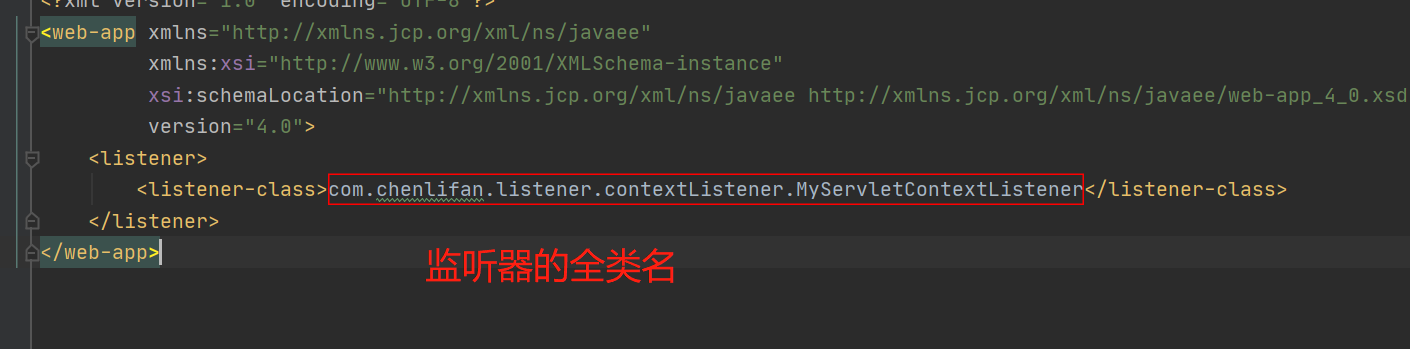 <?xml version="1.0" encoding="UTF-8"?>
<web-app xmlns="http://xmlns.jcp.org/xml/ns/javaee"
xmlns:xsi="http://www.w3.org/2001/XMLSchema-instance"
xsi:schemaLocation="http://xmlns.jcp.org/xml/ns/javaee http://xmlns.jcp.org/xml/ns/javaee/web-app_4_0.xsd
version="4.0">
<listener>
<listener-class>com.chenlifan.listener.contextListener.MyServletContextListener</listener-class>
</listener>
</web-app>
监听器的全类名